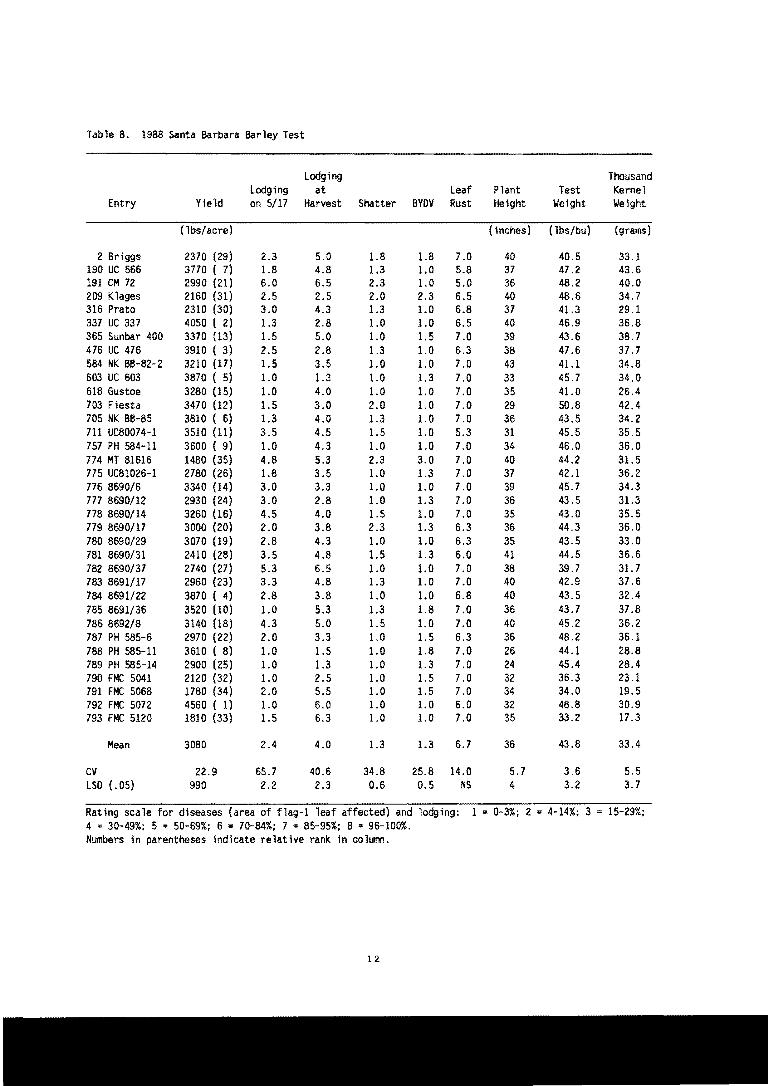 Table 8. 1988 Santa Barbara Barley Test
Lodging Thousand
Lodging at Leaf Plant Test Kernel
Entry Yield on 5/17 Harvest Shatter BYDV Rust Height Weight Weight
(lbs/acre) (inches) (lbs/bu) (grams)
2 Briggs 2370 (29) 2.3 5.0 1.8 1.8 7.0 40 40.5 33.1
190 UC 566 3770 ( 7) 1.8 4.8 1.3 1.0 5.8 37 47.2 43.6
191 CM 72 2990 (21) 6.0 6.5 2.3 1.0 5.0 36 48.2 40.0
209 Klages 2160 (31) 2.5 2.5 2.0 2.3 6.5 40 48.6 34.7
316 Prato 2310 (30) 3.0 4.3 1.3 1.0 6.8 37 41.3 29.1
337 UC 337 4050 ( 2) 1.3 2.8 1.0 1.0 6.5 40 46.9 36.8
365 Sunbar 400 3370 (13) 1.5 5.0 1.0 1.5 7.0 39 43.6 38.7
476 UC 476 3910 ( 3) 2.5 2.8 1.3 1.0 6.3 38 47.6 37.7
584 NK BB-82-2 3210 (17) 1.5 3.5 1.0 1.0 7.0 43 41.1 34.8
603 UC 603 3870 ( 5) 1.0 1.3 1.0 1.3 7.0 33 45.7 34.0
618 Gustoe 3280 (15) 1.0 4.0 1.0 1.0 7.0 35 41.0 26.4
703 Fiesta 3470 (12) 1.5 3.0 2.0 1.0 7.0 29 50.8 42.4
705 NK BB-85 3810 ( 6) 1.3 4.0 1.3 1.0 7.0 36 43.5 34.2
711 UC80074-1 3510 (11) 3.5 4.5 1.5 1.0 5.3 31 45.5 35.5
757 PH 584-11 3600 ( 9) 1.0 4.3 1.0 1.0 7.0 34 46.0 36.0
774 MT 81616 1480 (35) 4.8 5.3 2.3 3.0 7.0 40 44.2 31.5
775 UC81026-1 2780 (26) 1.8 3.5 1.0 1.3 7.0 37 42.1 36.2
776 8690/6 3340 (14) 3.0 3.3 1.0 1.0 7.0 39 45.7 34.3
777 8690/12 2930 (24) 3.0 2.8 1.0 1.3 7.0 36 43.5 31.3
778 8690/14 3260 (16) 4.5 4.0 1.5 1.0 7.0 35 43.0 35.5
779 8690/17 3000 (20) 2.0 3.8 2.3 1.3 6.3 36 44.3 36.0
780 8690/29 3070 (19) 2.8 4.3 1.0 1.0 6.3 35 43.5 33.0
781 8690/31 2410 (28) 3.5 4.8 1.5 1.3 6.0 41 44.5 36.6
782 8690/37 2740 (27) 5.3 6.5 1.0 1.0 7.0 38 39.7 31.7
783 8691/17 2960 (23) 3.3 4.8 1.3 1.0 7.0 40 42.9 37.6
784 8691/22 3870 ( 4) 2.8 3.8 1.0 1.0 6.8 40 43.5 32.4
785 8691/36 3520 (10) 1.0 5.3 1.3 1.8 7.0 36 43.7 37.8
786 8692/8 3140 (18) 4.3 5.0 1.5 1.0 7.0 40 45.2 36.2
787 PH 585-6 2970 (22) 2.0 3.3 1.0 1.5 6.3 36 48.2 36.1
788 PH 585-11 3610 ( 8) 1.0 1.5 1.0 1.8 7.0 26 44.1 28.8
789 PH 585-14 2900 (25) 1.0 1.3 1.0 1.3 7.0 24 45.4 28.4
790 FMC 5041 2120 (32) 1.0 2.5 1.0 1.5 7.0 32 36.3 23.1
791 FMC 5068 1780 (34) 2.0 5.5 1.0 1.5 7.0 34 34.0 19.5
792 FMC 5072 4560 ( 1) 1.0 6.0 1.0 1.0 6.0 32 46.8 30.9
793 FMC 5120 1810 (33) 1.5 6.3 1.0 1.0 7.0 35 33.2 17.3
Mean 3080 2.4 4.0 1.3 1.3 6.7 36 43.8 33.4
CV 22.9 65.7 40.6 34.8 25.8 14.0 5.7 3.6 5.5
LSD (.05) 990 2.2 2.3 0.6 0.5 NS 4 3.2 3.7
Rating scale for diseases (area of flag-1 leaf affected) and lodging: 1 = 0-3%; 2 = 4-14%; 3 = 15-29%;
4 = 30-49%; 5 = 50-69%; 6 = 70-84%; 7 = 85-95%; 8 = 96-100%.
Numbers in parentheses indicate relative rank in column.
12